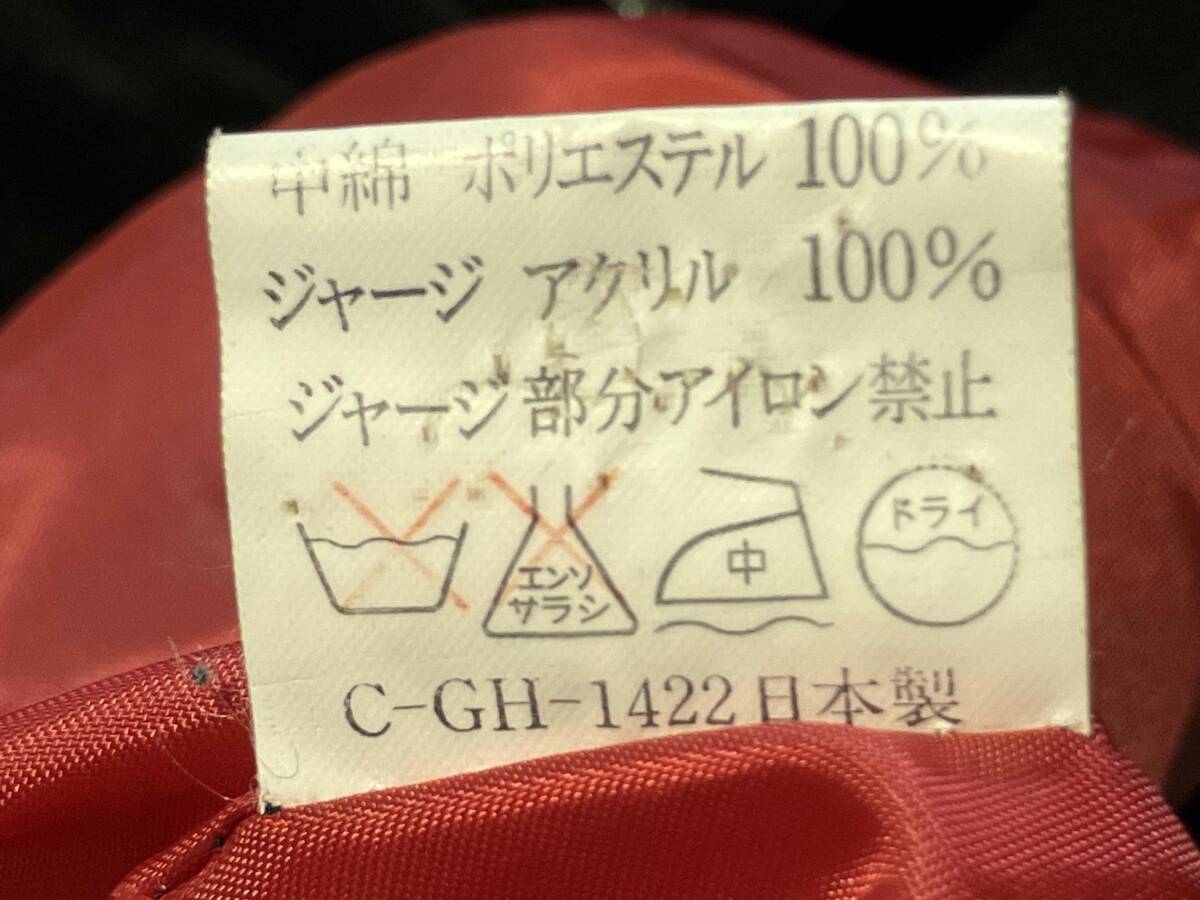 中綿 ポリエステル 100%
ジャージ アクリル 100%
ジャージ部分アイロン禁止
エンソ
サラシ
中
ドライ
C-GH-1422日本製